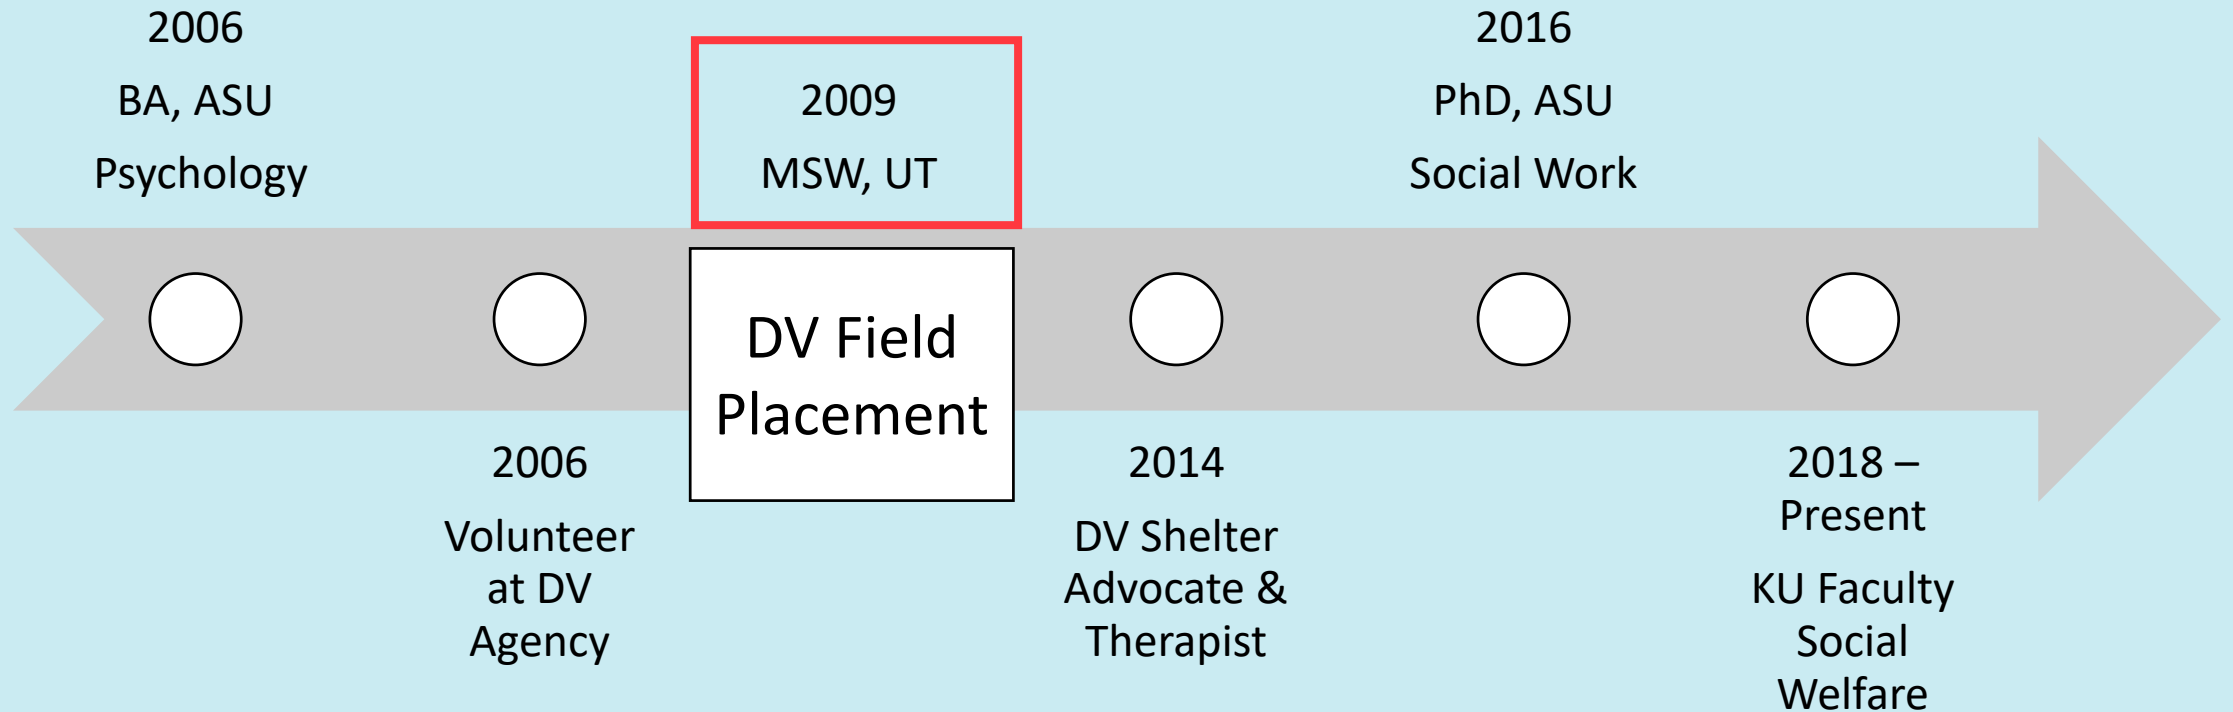 2006
BA, ASU
Psychology
2006
Volunteer
at DV
Agency
2009
MSW, UT
DV Field
Placement
2014
DV Shelter
Advocate &
Therapist
2016
PhD, ASU
Social Work
2018 –
Present
KU Faculty
Social
Welfare